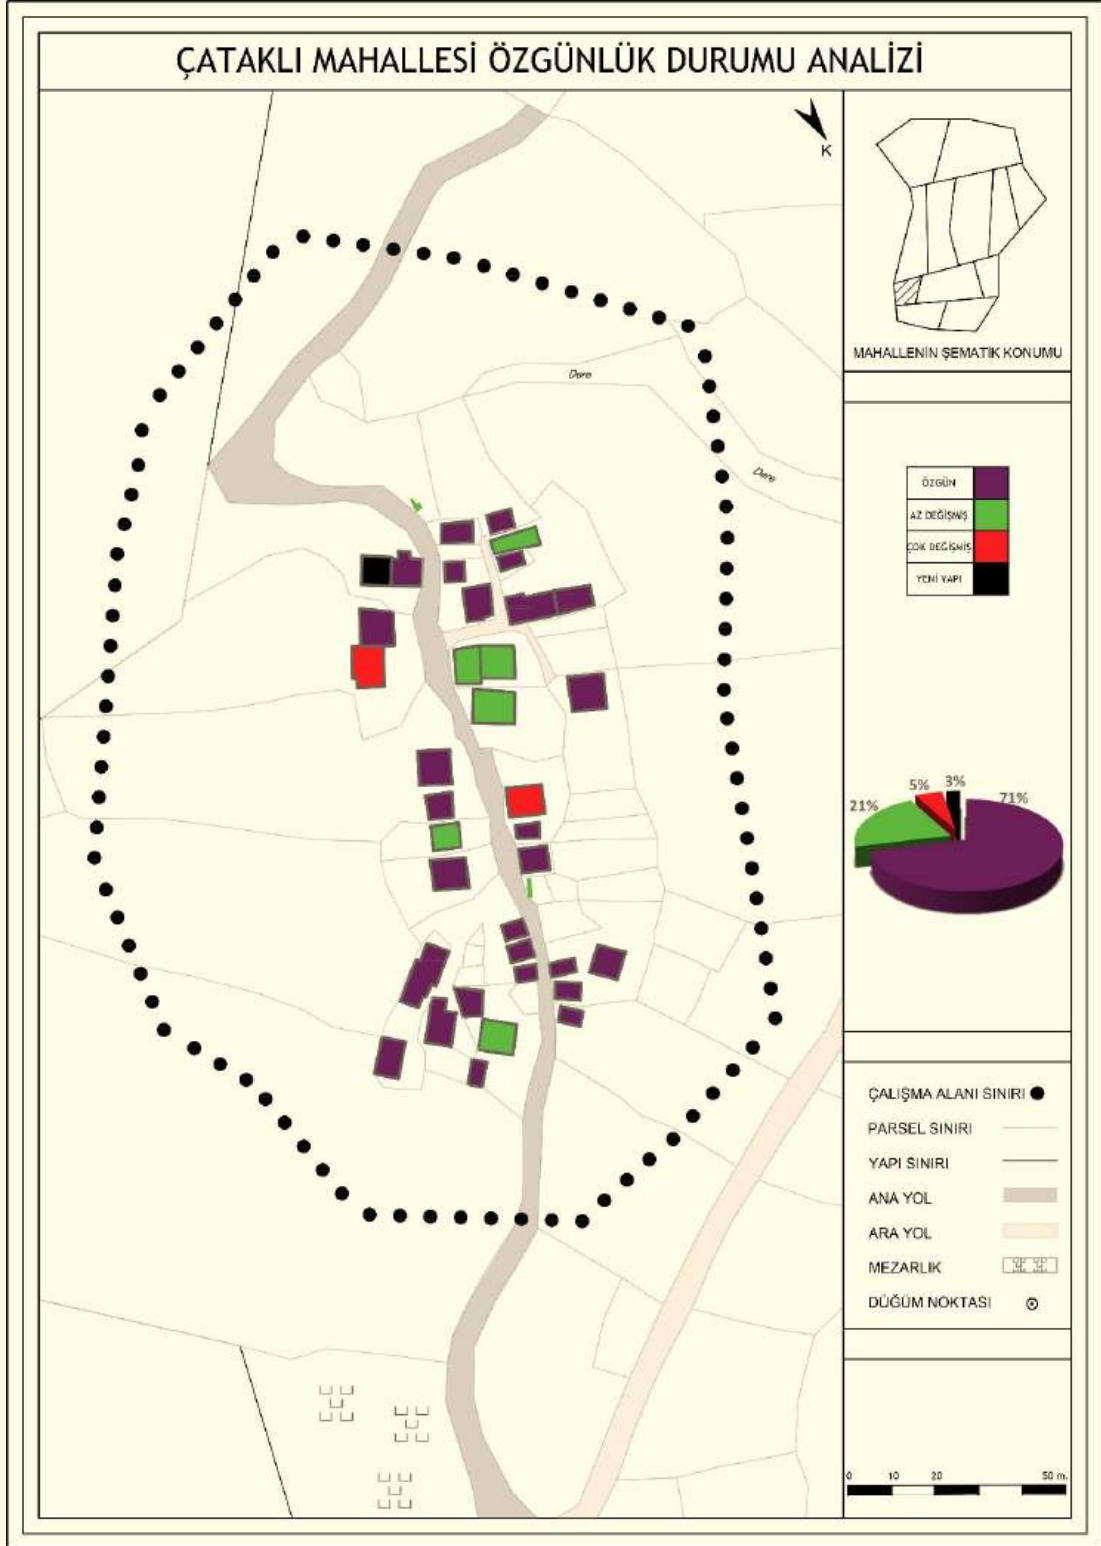 ÇATAKLI MAHALLESİ ÖZGÜNLÜK DURUMU ANALİZİ
K
MAHALLENİN ŞEMATİK KONUMU
Dere
Dere
ÖZGÜN
AZ DEĞİŞMİŞ
ÇOK DEĞİŞMİŞ
YENİ YAPI
21%
5%
3%
71%
ÇALIŞMA ALANI SINIRI
PARSEL SINIRI
YAPI SINIRI
ANA YOL
ARA YOL
MEZARLIK
DÜĞÜM NOKTASI
0 10 20 50 m.